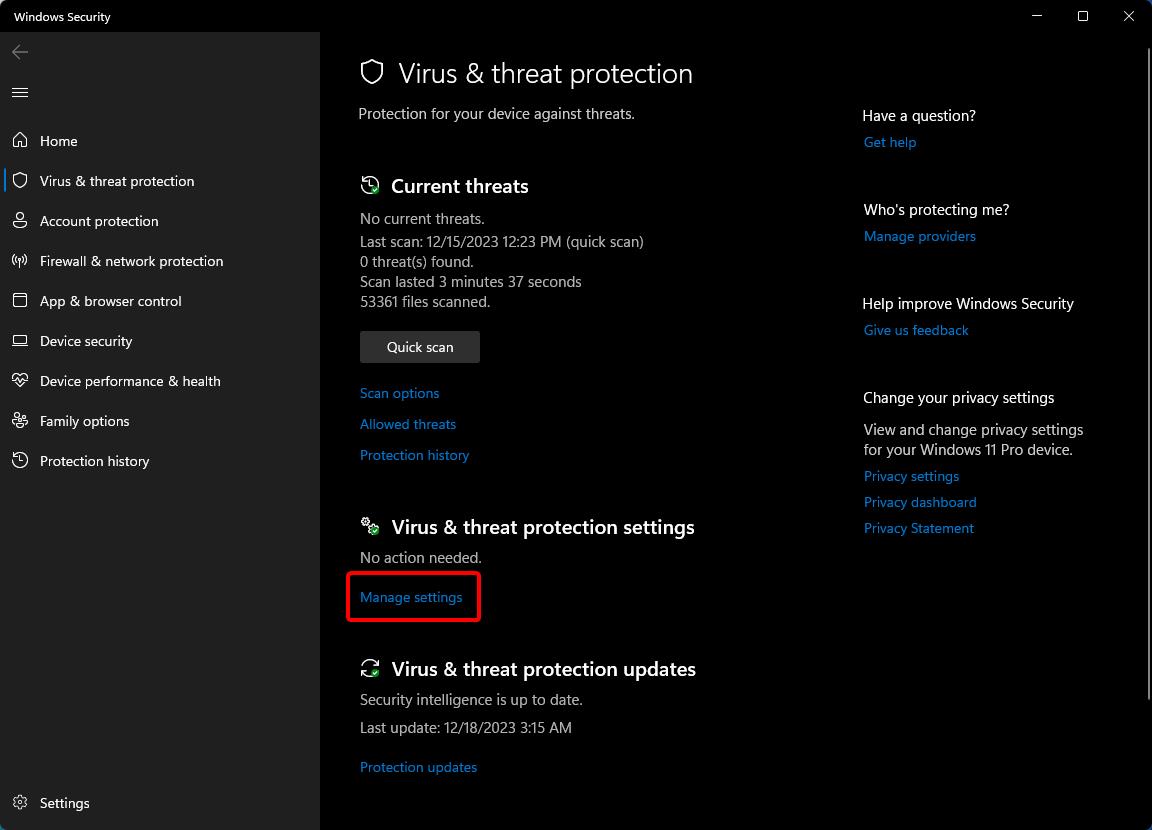 Windows Security
Home
Virus & threat protection
Account protection
Firewall & network protection
App & browser control
Device security
Device performance & health
Family options
Protection history
Settings
Virus & threat protection
Protection for your device against threats.
Current threats
No current threats.
Last scan: 12/15/2023 12:23 PM (quick scan)
0 threat(s) found.
Scan lasted 3 minutes 37 seconds
53361 files scanned.
Quick scan
Scan options
Allowed threats
Protection history
Virus & threat protection settings
No action needed.
Manage settings
Virus & threat protection updates
Security intelligence is up to date.
Last update: 12/18/2023 3:15 AM
Protection updates
Have a question?
Get help
Who's protecting me?
Manage providers
Help improve Windows Security
Give us feedback
Change your privacy settings
View and change privacy settings
for your Windows 11 Pro device.
Privacy settings
Privacy dashboard
Privacy Statement